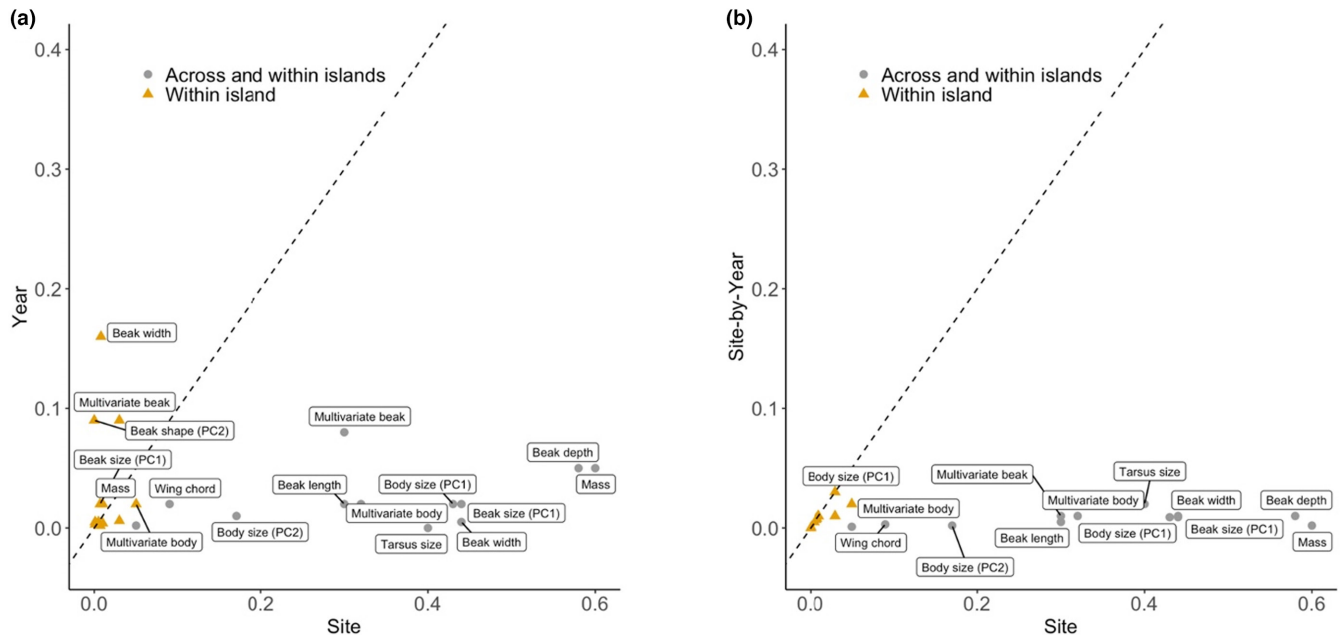 (a)
0.4
Across and within islands
Within island
0.3
0.2
Year
Beak width
Multivariate beak
0.1
Beak shape (PC2)
Multivariate beak
Beak size (PC1)
Beak depth
Mass
Wing chord
Beak length
Body size (PC1)
Mass
Multivariate body
Beak size (PC1)
0.0
Body size (PC2)
Multivariate body
Tarsus size
Beak width
0.0
0.2
0.4
0.6
Site
(b)
0.4
Across and within islands
Within island
0.3
0.2
Site-by-Year
0.1
Body size (PC1)
Multivariate beak
Tarsus size
Multivariate body
Multivariate body
Beak width
Beak depth
0.0
Wing chord
Beak length
Body size (PC1)
Beak size (PC1)
Mass
Body size (PC2)
0.0
0.2
0.4
0.6
Site